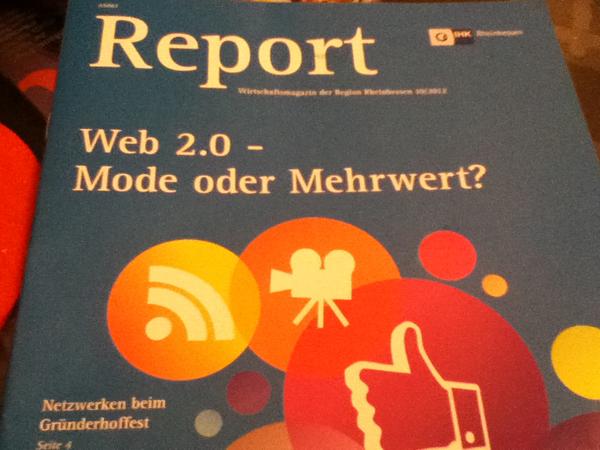 Report
IHK Rheinhessen
Wirtschaftsmagazin der Region Rheinhessen 10|2012
Web 2.0 –
Mode oder Mehrwert?
Netzwerken beim
Gründerhoffest
Seite 4